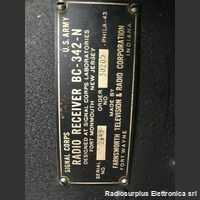 U.S. ARMY
SIGNAL CORPS
RADIO RECEIVER BC-342-N
DESIGNED AT SIGNAL CORPS LABORATORIES
FORT MONMOUTH NEW JERSEY
ORDER NO -PHILA-43
SERIAL NO
MADE BY
FARNSWORTH TELEVISION & RADIO CORPORATION
FORT WAYNE INDIANA
Radiosurplus Elettronica srl